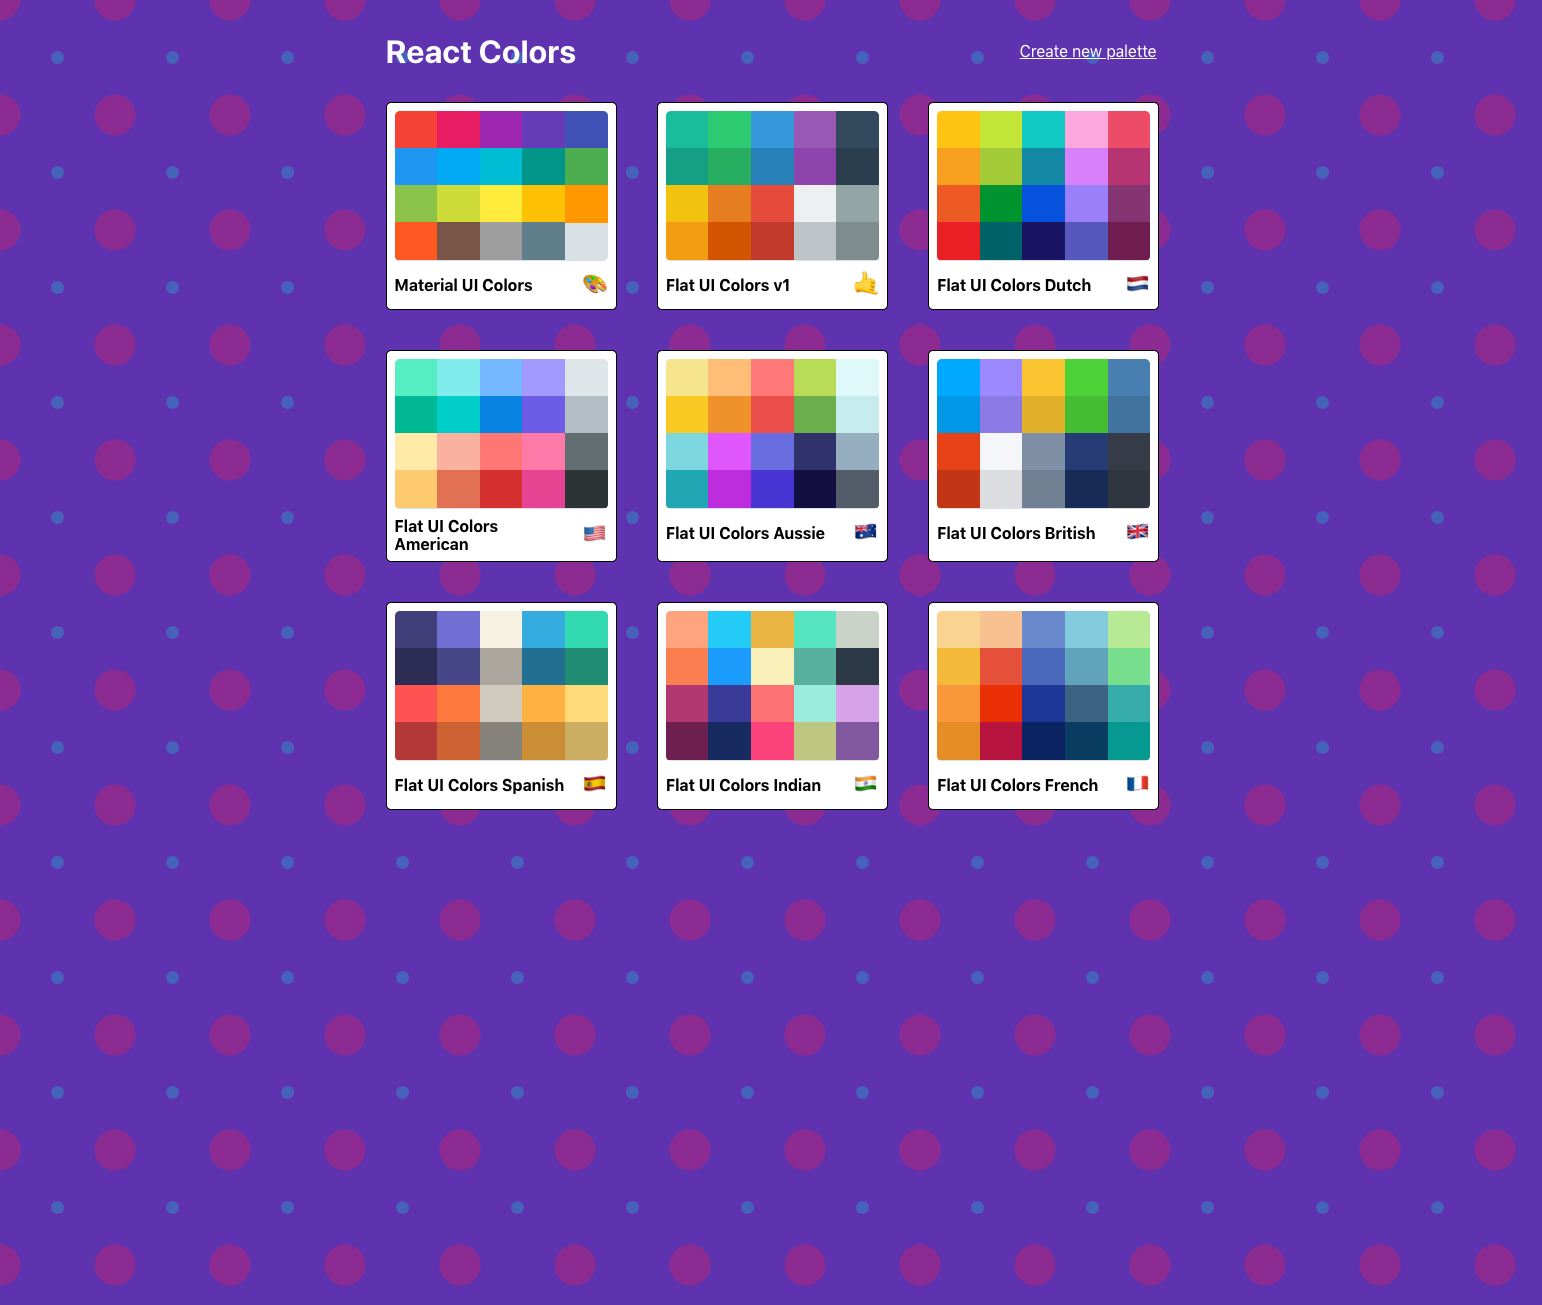 React Colors
Create new palette
Material UI Colors
Flat UI Colors v1
Flat UI Colors Dutch
Flat UI Colors
American
Flat UI Colors Aussie
Flat UI Colors British
Flat UI Colors Spanish
Flat UI Colors Indian
Flat UI Colors French